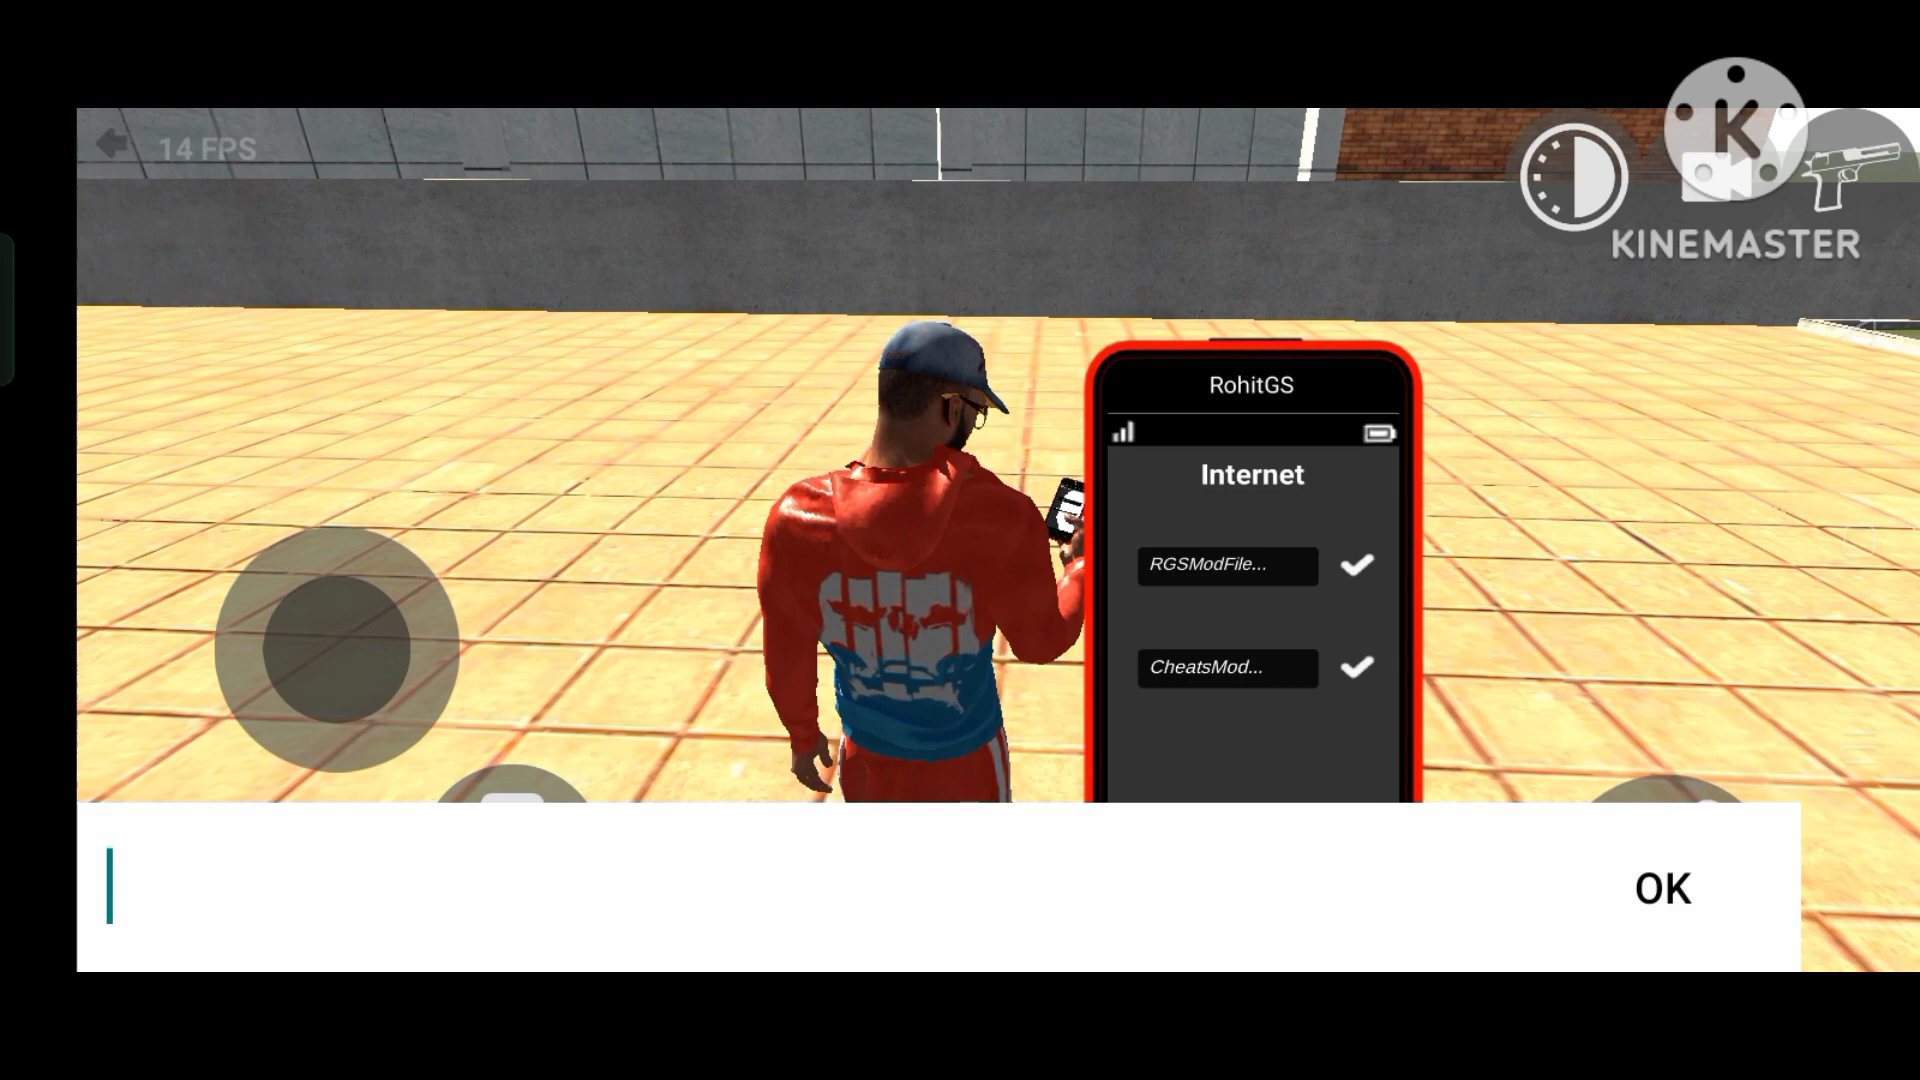 14 FPS
K
KINEMASTER
RohitGS
Internet
RGSModFile...
CheatsMod...
OK